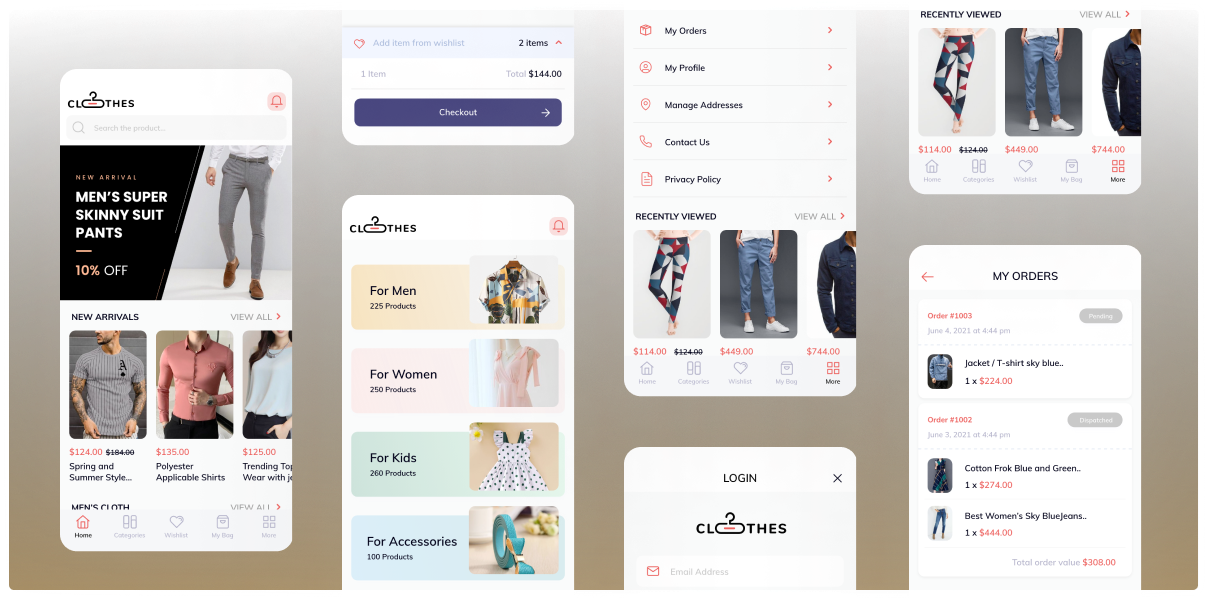 CLOTHES
Search the product...
NEW ARRIVAL
MEN'S SUPER
SKINNY SUIT
PANTS
10% OFF
NEW ARRIVALS
VIEW ALL
$124.00 $184.00
Spring and
Summer Style...
$135.00
Polyester
Applicable Shirts
$125.00
Trending Top
Wear with je
MEN'S CLOTH
VIEW ALL
Home
Categories
Wishlist
My Bag
More
Add item from wishlist
2 items
1 Item
Total $144.00
Checkout
CLOTHES
For Men
225 Products
For Women
250 Products
For Kids
260 Products
For Accessories
100 Products
My Orders
My Profile
Manage Addresses
Contact Us
Privacy Policy
RECENTLY VIEWED
VIEW ALL
$114.00 $124.00
$449.00
$744.00
Home
Categories
Wishlist
My Bag
More
LOGIN
CLOTHES
Email Address
RECENTLY VIEWED
VIEW ALL
$114.00 $124.00
$449.00
$744.00
Home
Categories
Wishlist
My Bag
More
MY ORDERS
Order #1003
Pending
June 4, 2021 at 4:44 pm
Jacket / T-shirt sky blue..
1 x $224.00
Order #1002
Dispatched
June 3, 2021 at 4:44 pm
Cotton Frok Blue and Green..
1 x $274.00
Best Women's Sky BlueJeans..
1 x $444.00
Total order value $308.00